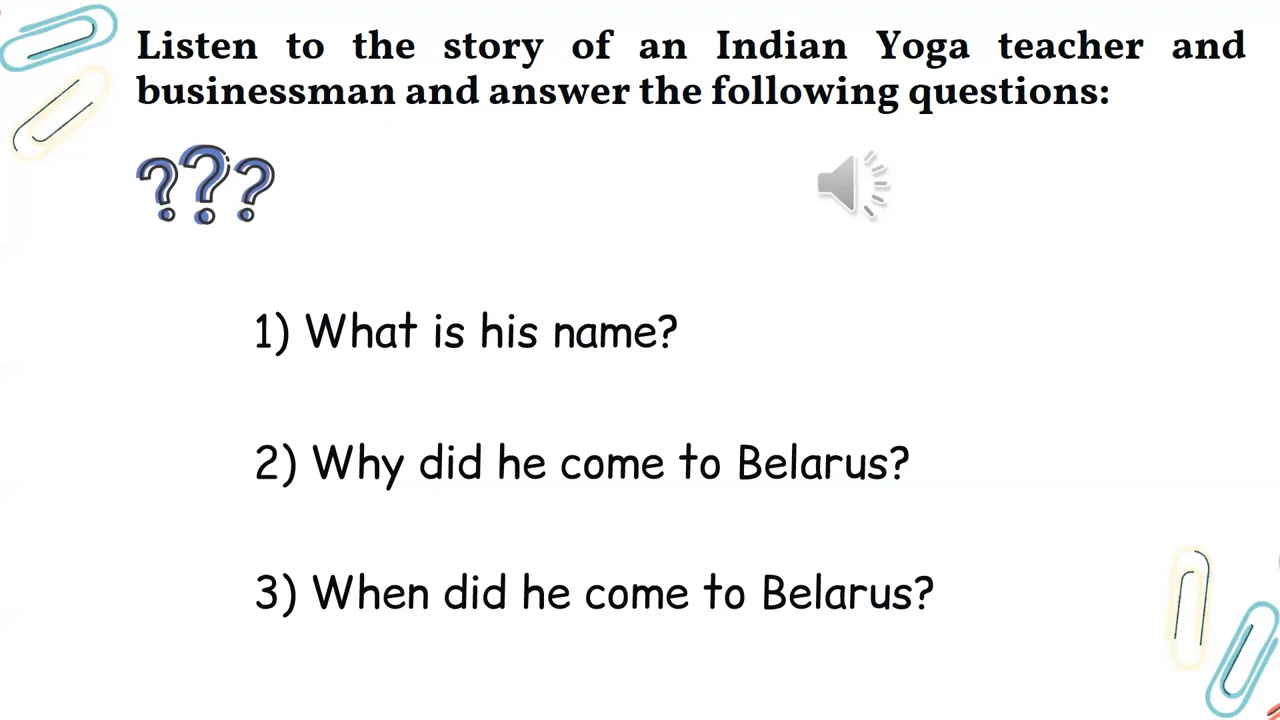 Listen to the story of an Indian Yoga teacher and
businessman and answer the following questions:
???
1) What is his name?
2) Why did he come to Belarus?
3) When did he come to Belarus?